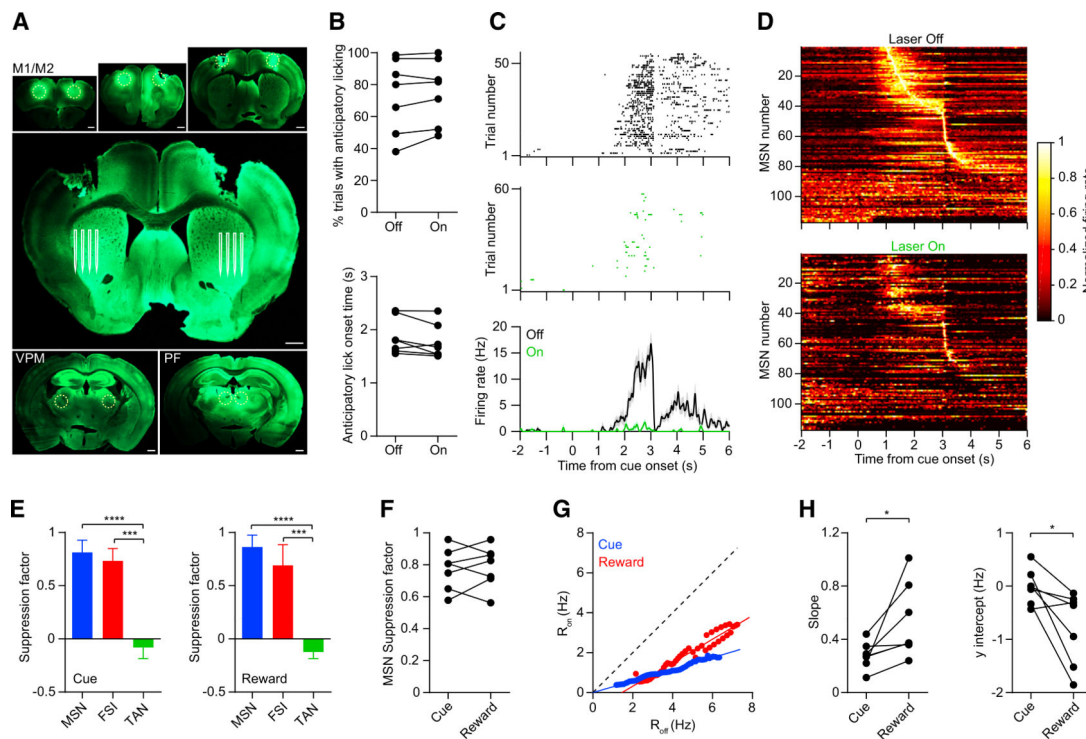 A
M1/M2
VPM
PF
B
% trials with anticipatory licking
100
80
60
40
20
0
Off
On
Anticipatory lick onset time (s)
3
2
1
0
Off
On
C
Trial number
50
1
Trial number
60
1
Firing rate (Hz)
Off
On
20
15
10
5
0
-2 -1 0 1 2 3 4 5 6
Time from cue onset (s)
D
Laser Off
MSN number
20
40
60
80
100
Laser On
MSN number
20
40
60
80
100
-2 -1 0 1 2 3 4 5 6
Time from cue onset (s)
1
0.8
0.6
0.4
0.2
0
E
Suppression factor
1
0.5
0
-0.5
Cue
MSN
FSI
TAN
****
***
Suppression factor
1
0.5
0
-0.5
Reward
MSN
FSI
TAN
****
***
F
MSN Suppression factor
1
0.8
0.6
0.4
0.2
0
Cue
Reward
G
Cue
Reward
Ron (Hz)
8
6
4
2
0
0 2 4 6 8
Roff (Hz)
H
Slope
1.2
0.8
0.4
0
*
Cue
Reward
y intercept (Hz)
1
0
-1
-2
*
Cue
Reward